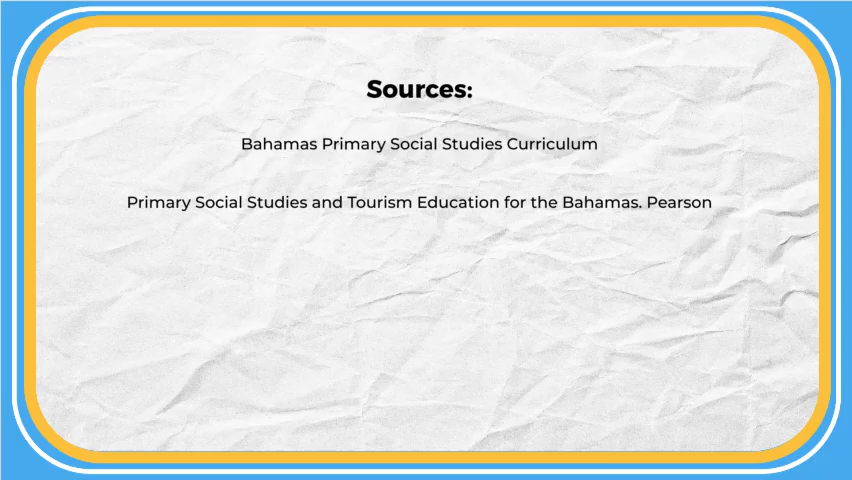 Sources:
Bahamas Primary Social Studies Curriculum
Primary Social Studies and Tourism Education for the Bahamas. Pearson